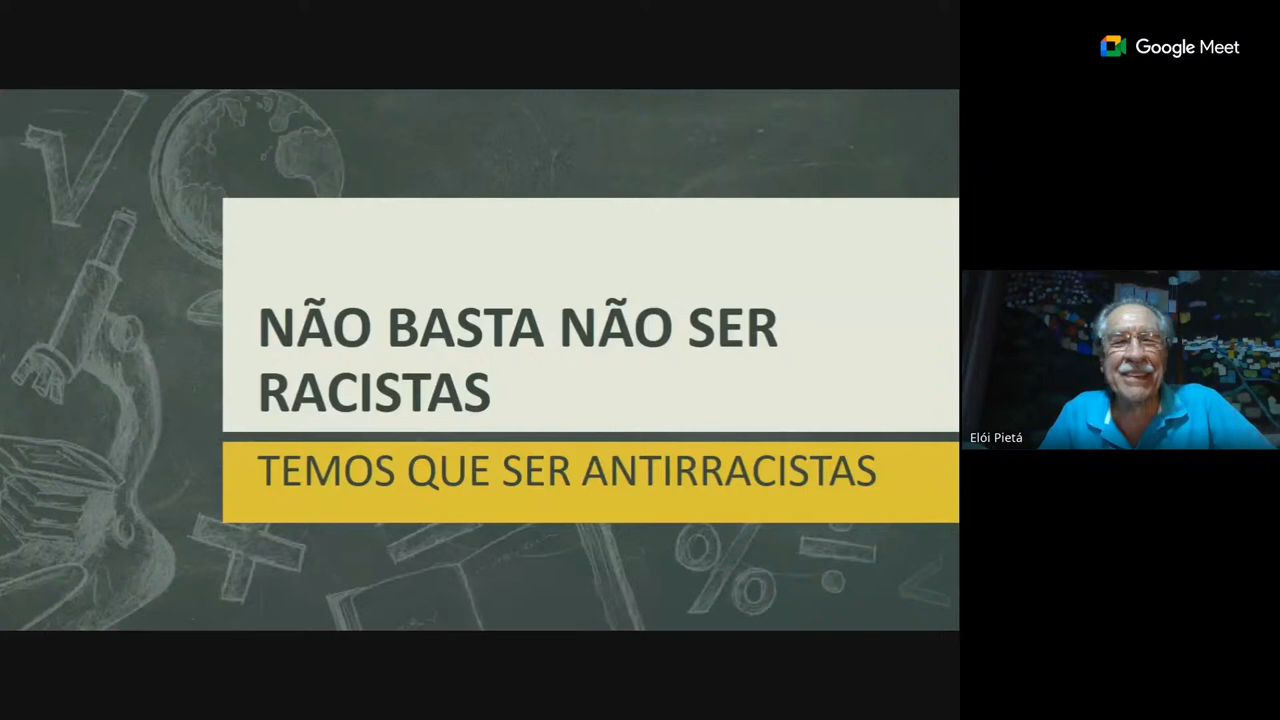 Google Meet
NÃO BASTA NÃO SER
RACISTAS
TEMOS QUE SER ANTIRRACISTAS
Elói Pietá